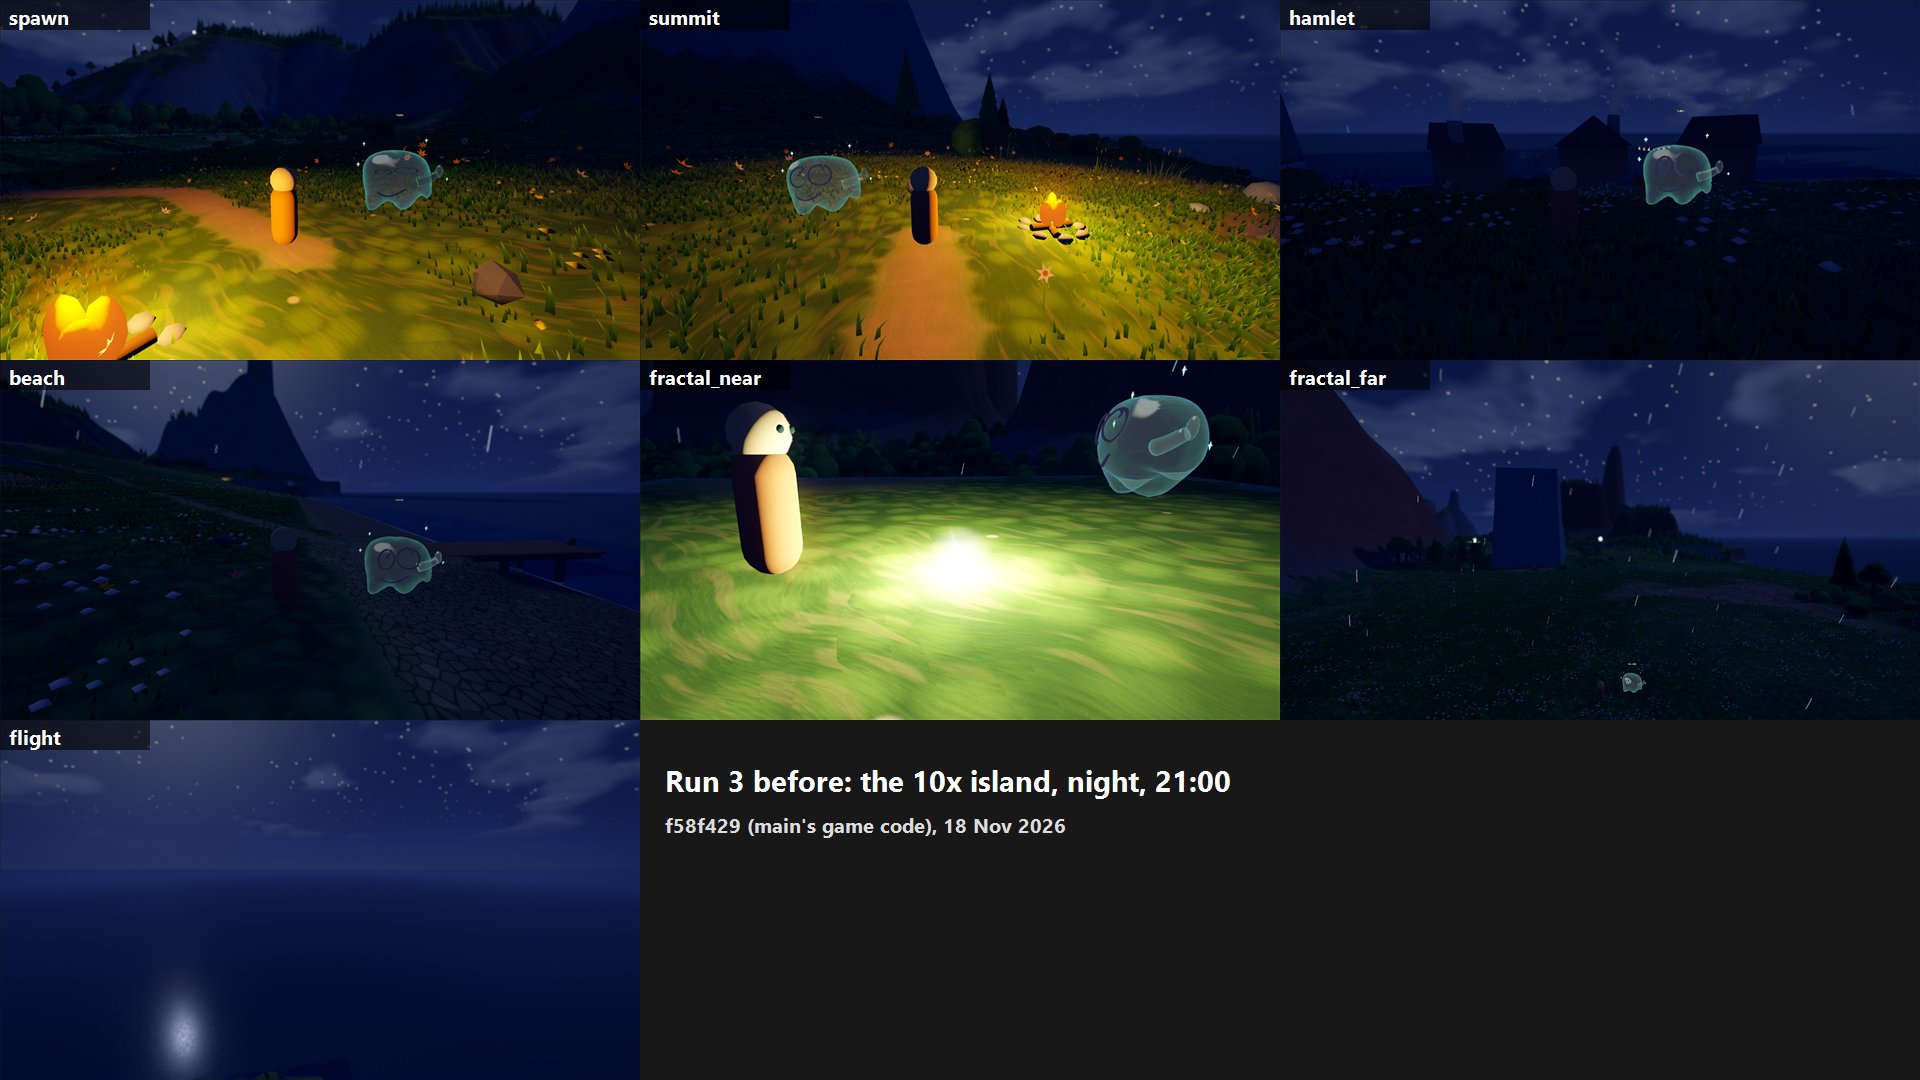 spawn
summit
hamlet
beach
fractal_near
fractal_far
flight
Run 3 before: the 10x island, night, 21:00
f58f429 (main's game code), 18 Nov 2026